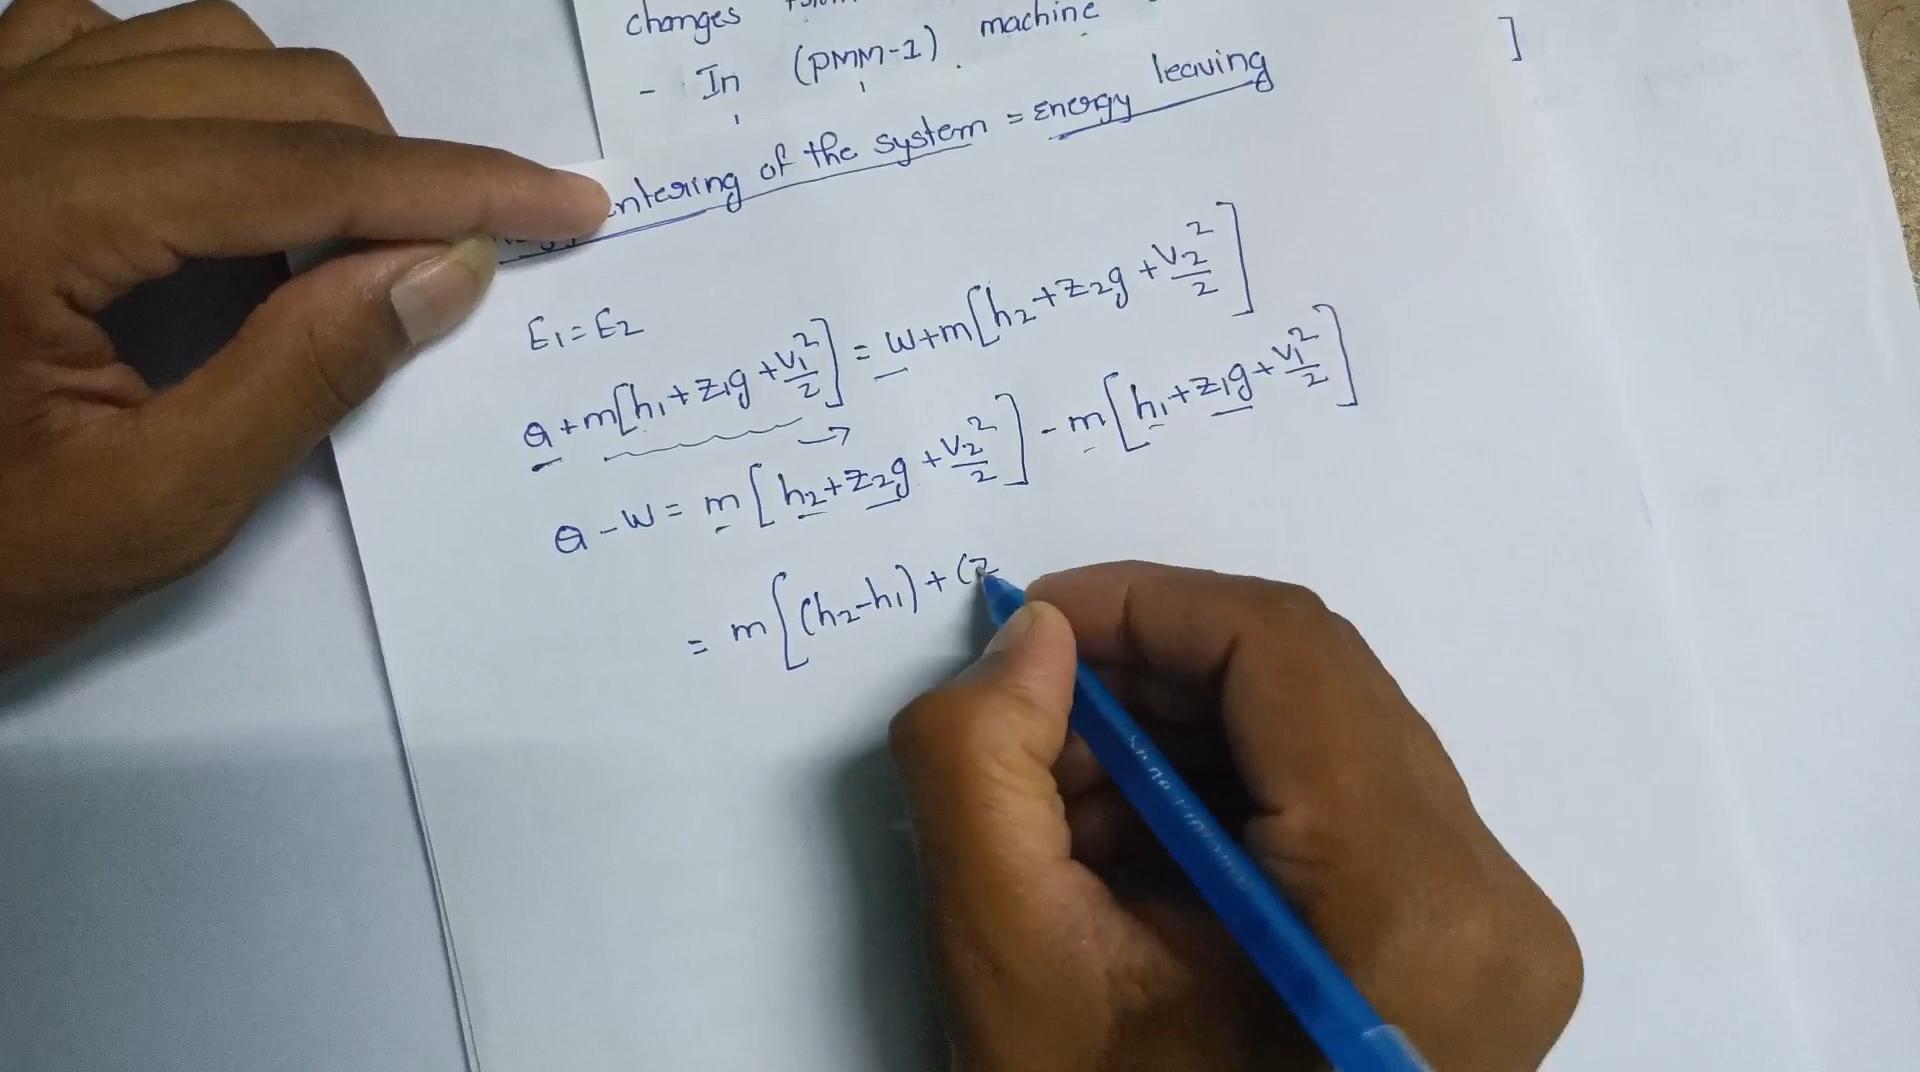 changes
- In (PMM-1). machine
]
entering of the system = energy leaving
E1 = E2
Q + m[h1 + z1g + V1²/2] = W + m[h2 + z2g + V2²/2]
Q - W = m[h2 + z2g + V2²/2] - m[h1 + z1g + V1²/2]
= m[(h2-h1) + (z